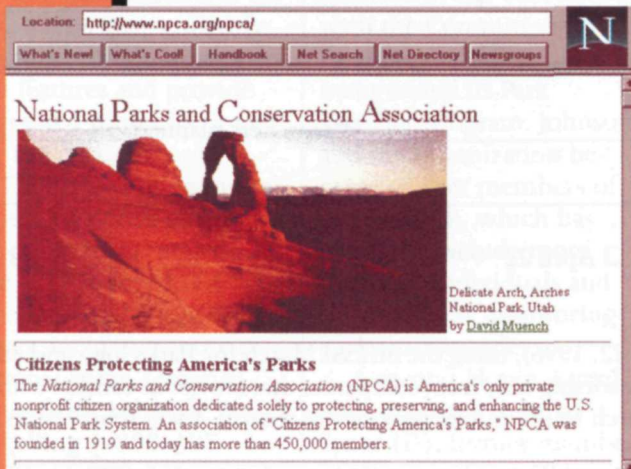 Location: http://www.npca.org/npca/
N
What's New! What's Cool! Handbook Net Search Net Directory Newsgroups
National Parks and Conservation Association
Delicate Arch, Arches
National Park, Utah
by David Muench
Citizens Protecting America's Parks
The National Parks and Conservation Association (NPCA) is America's only private
nonprofit citizen organization dedicated solely to protecting, preserving, and enhancing the U.S.
National Park System. An association of "Citizens Protecting America's Parks," NPCA was
founded in 1919 and today has more than 450,000 members.